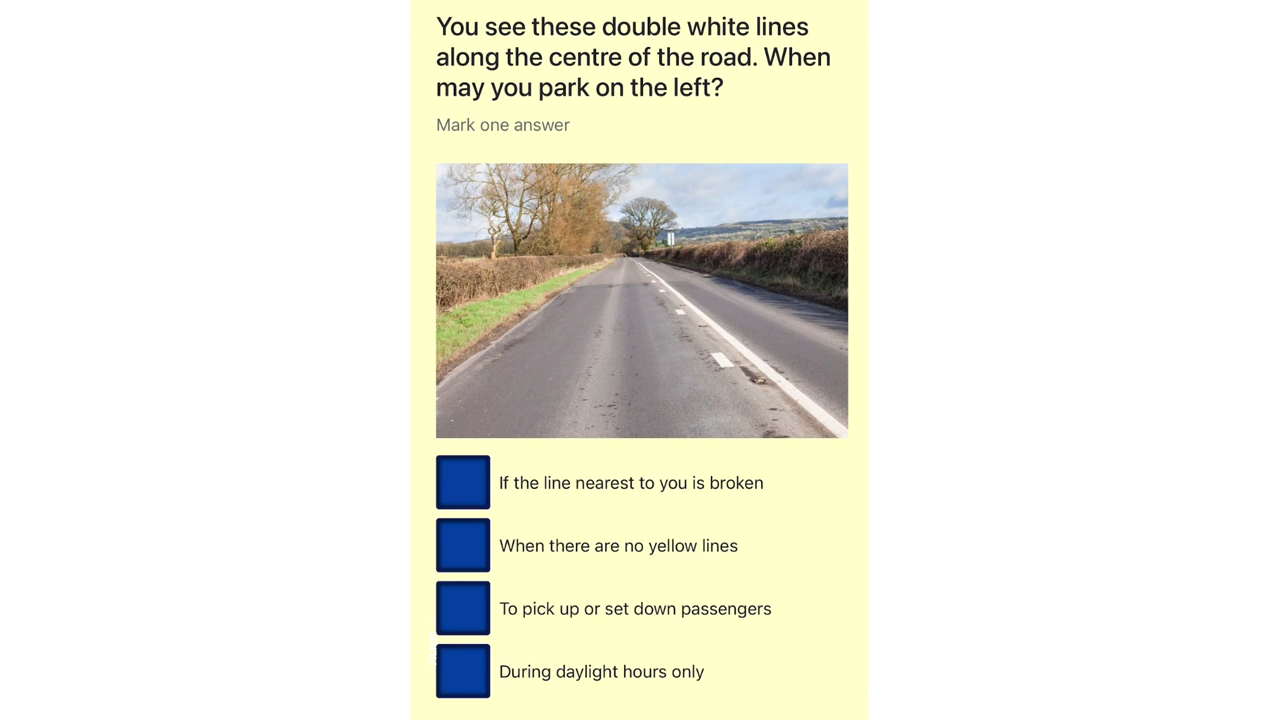 You see these double white lines
along the centre of the road. When
may you park on the left?
Mark one answer
If the line nearest to you is broken
When there are no yellow lines
To pick up or set down passengers
During daylight hours only